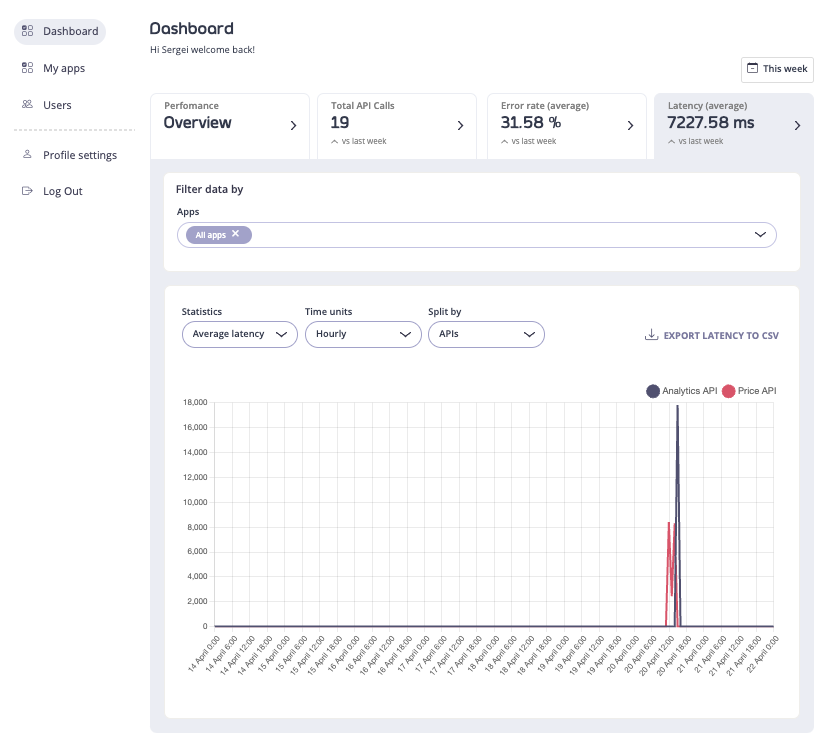 Dashboard
My apps
Users
Profile settings
Log Out
Dashboard
Hi Sergei welcome back!
This week
Perfomance
Overview
Total API Calls
19
vs last week
Error rate (average)
31.58 %
vs last week
Latency (average)
7227.58 ms
vs last week
Filter data by
Apps
All apps
Statistics
Average latency
Time units
Hourly
Split by
APIs
EXPORT LATENCY TO CSV
Analytics API
Price API
18,000
16,000
14,000
12,000
10,000
8,000
6,000
4,000
2,000
0
14 April 0:00
14 April 6:00
14 April 12:00
14 April 18:00
15 April 0:00
15 April 6:00
15 April 12:00
15 April 18:00
16 April 0:00
16 April 6:00
16 April 12:00
16 April 18:00
17 April 0:00
17 April 6:00
17 April 12:00
17 April 18:00
18 April 0:00
18 April 6:00
18 April 12:00
18 April 18:00
19 April 0:00
19 April 6:00
19 April 12:00
19 April 18:00
20 April 0:00
20 April 6:00
20 April 12:00
20 April 18:00
21 April 0:00
21 April 6:00
21 April 12:00
21 April 18:00
22 April 0:00